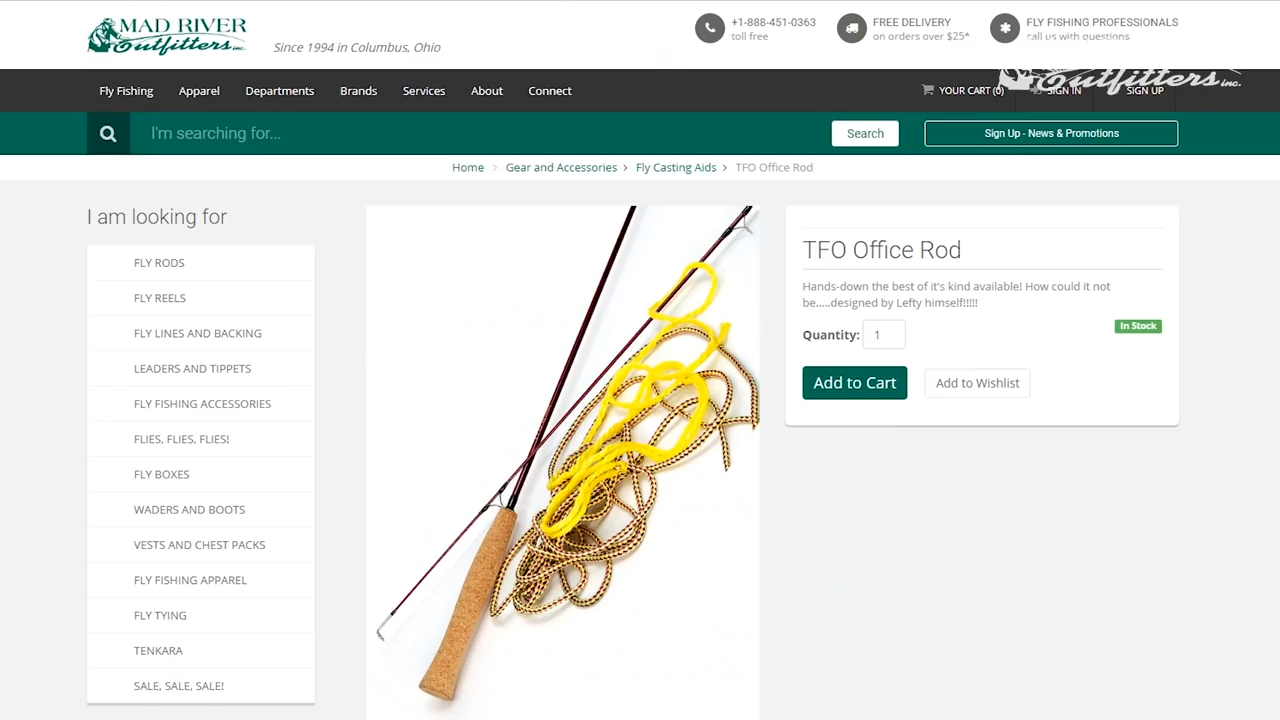 MAD RIVER
Outfitters inc.
Since 1994 in Columbus, Ohio
+1-888-451-0363
toll free
FREE DELIVERY
on orders over $25*
FLY FISHING PROFESSIONALS
call us with questions
Outfitters inc.
Fly Fishing
Apparel
Departments
Brands
Services
About
Connect
YOUR CART (0)
SIGN IN
SIGN UP
I'm searching for...
Search
Sign Up - News & Promotions
Home > Gear and Accessories > Fly Casting Aids > TFO Office Rod
I am looking for
FLY RODS
FLY REELS
FLY LINES AND BACKING
LEADERS AND TIPPETS
FLY FISHING ACCESSORIES
FLIES, FLIES, FLIES!
FLY BOXES
WADERS AND BOOTS
VESTS AND CHEST PACKS
FLY FISHING APPAREL
FLY TYING
TENKARA
SALE, SALE, SALE!
TFO Office Rod
Hands-down the best of it's kind available! How could it not
be.....designed by Lefty himself!!!!!
Quantity: 1
In Stock
Add to Cart
Add to Wishlist